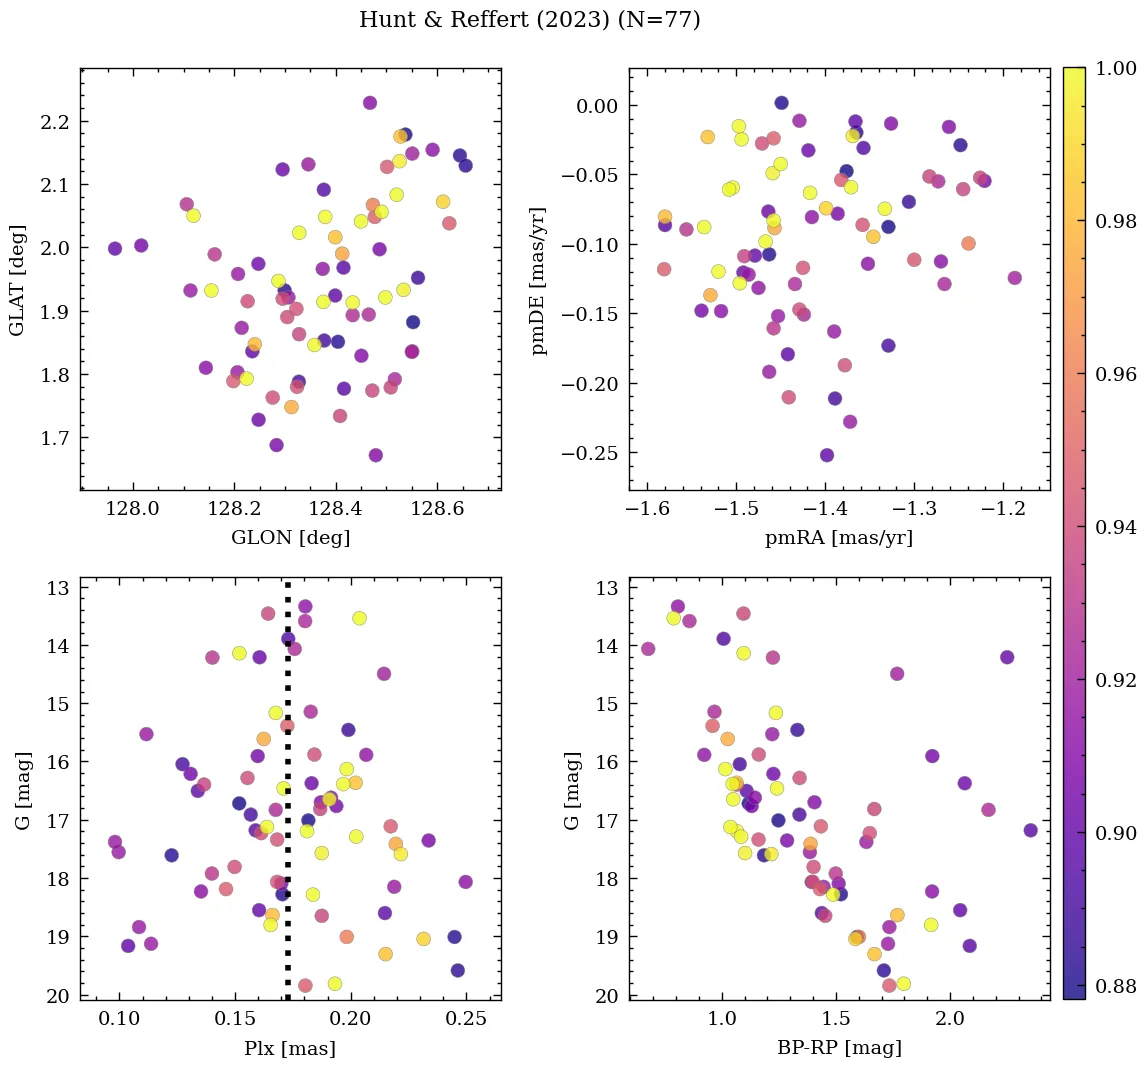 Hunt & Reffert (2023) (N=77)
2.2
2.1
2.0
1.9
1.8
1.7
GLAT [deg]
128.0 128.2 128.4 128.6
GLON [deg]
0.00
−0.05
−0.10
−0.15
−0.20
−0.25
pmDE [mas/yr]
−1.6 −1.5 −1.4 −1.3 −1.2
pmRA [mas/yr]
13
14
15
16
17
18
19
20
G [mag]
0.10 0.15 0.20 0.25
Plx [mas]
13
14
15
16
17
18
19
20
G [mag]
1.0 1.5 2.0
BP-RP [mag]
1.00
0.98
0.96
0.94
0.92
0.90
0.88